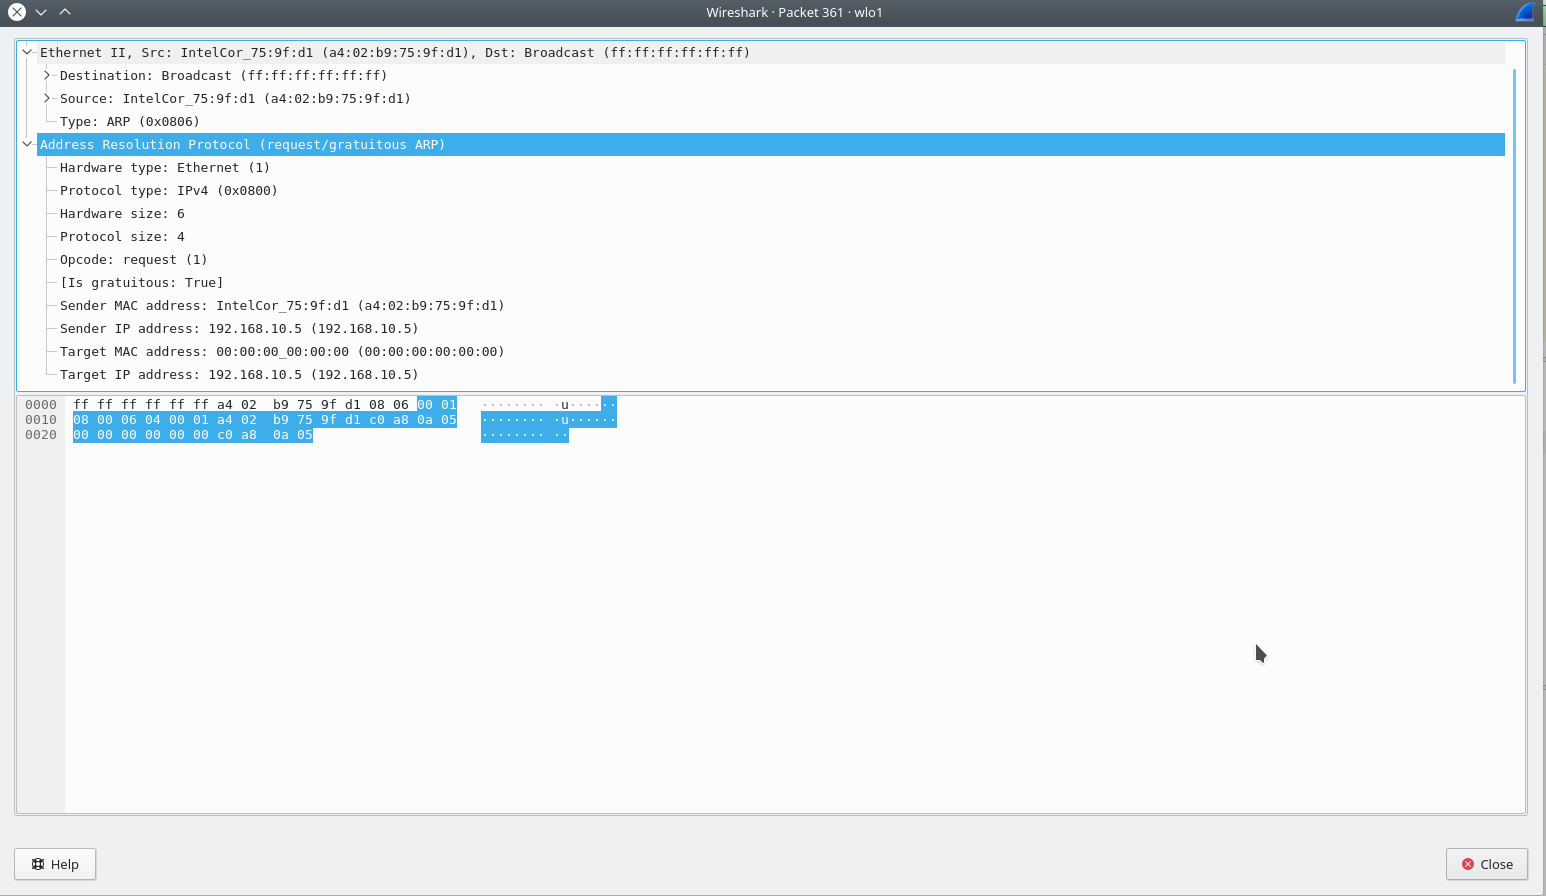 Wireshark · Packet 361 · wlo1
Ethernet II, Src: IntelCor_75:9f:d1 (a4:02:b9:75:9f:d1), Dst: Broadcast (ff:ff:ff:ff:ff:ff)
Destination: Broadcast (ff:ff:ff:ff:ff:ff)
Source: IntelCor_75:9f:d1 (a4:02:b9:75:9f:d1)
Type: ARP (0x0806)
Address Resolution Protocol (request/gratuitous ARP)
Hardware type: Ethernet (1)
Protocol type: IPv4 (0x0800)
Hardware size: 6
Protocol size: 4
Opcode: request (1)
[Is gratuitous: True]
Sender MAC address: IntelCor_75:9f:d1 (a4:02:b9:75:9f:d1)
Sender IP address: 192.168.10.5 (192.168.10.5)
Target MAC address: 00:00:00_00:00:00 (00:00:00:00:00:00)
Target IP address: 192.168.10.5 (192.168.10.5)
0000 ff ff ff ff ff ff a4 02 b9 75 9f d1 08 06 00 01 ········ ·u······
0010 08 00 06 04 00 01 a4 02 b9 75 9f d1 c0 a8 0a 05 ········ ·u······
0020 00 00 00 00 00 00 c0 a8 0a 05 ········ ··
Help
Close